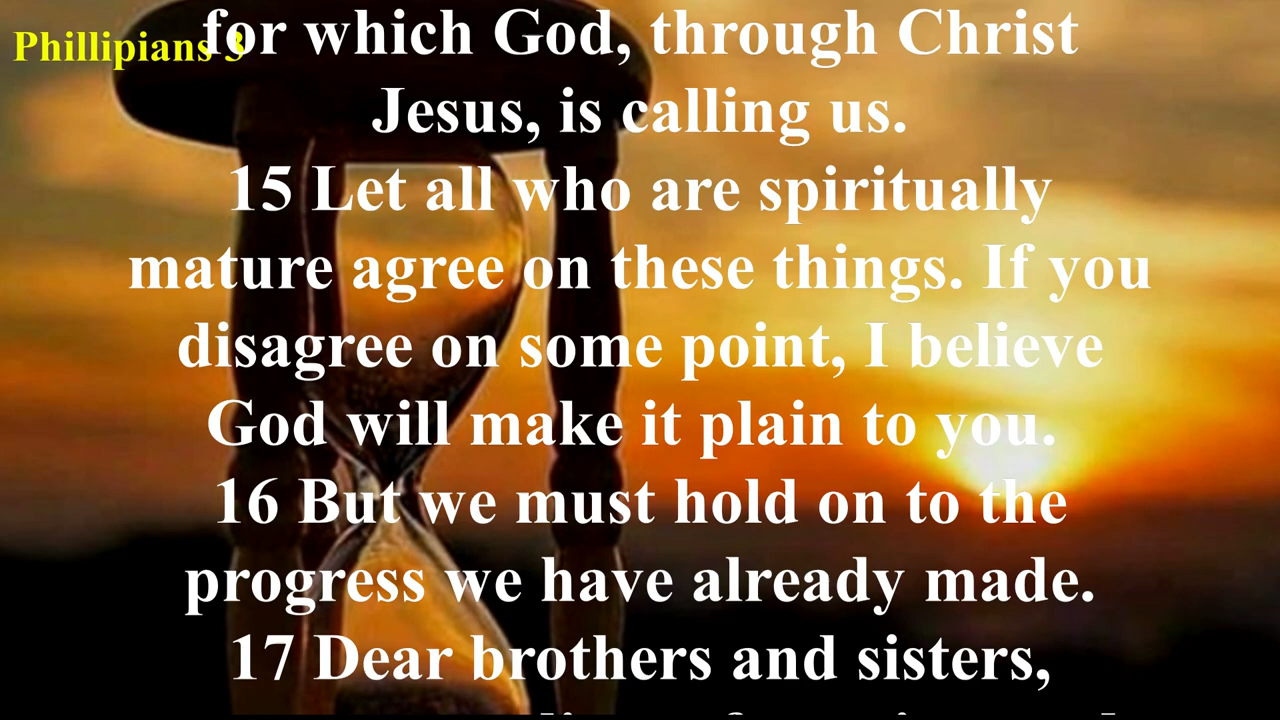 Phillipians 3
for which God, through Christ
Jesus, is calling us.
15 Let all who are spiritually
mature agree on these things. If you
disagree on some point, I believe
God will make it plain to you.
16 But we must hold on to the
progress we have already made.
17 Dear brothers and sisters,